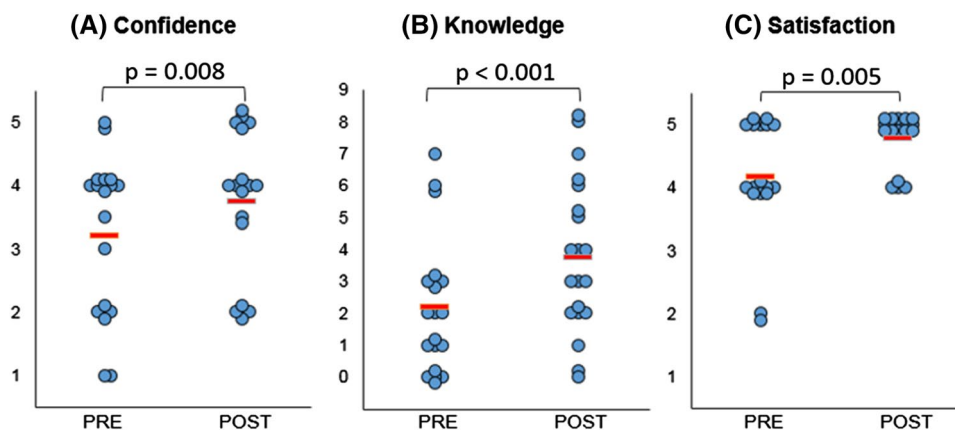 (A) Confidence
p = 0.008
5
4
3
2
1
PRE POST
(B) Knowledge
p < 0.001
9
8
7
6
5
4
3
2
1
0
PRE POST
(C) Satisfaction
p = 0.005
5
4
3
2
1
PRE POST